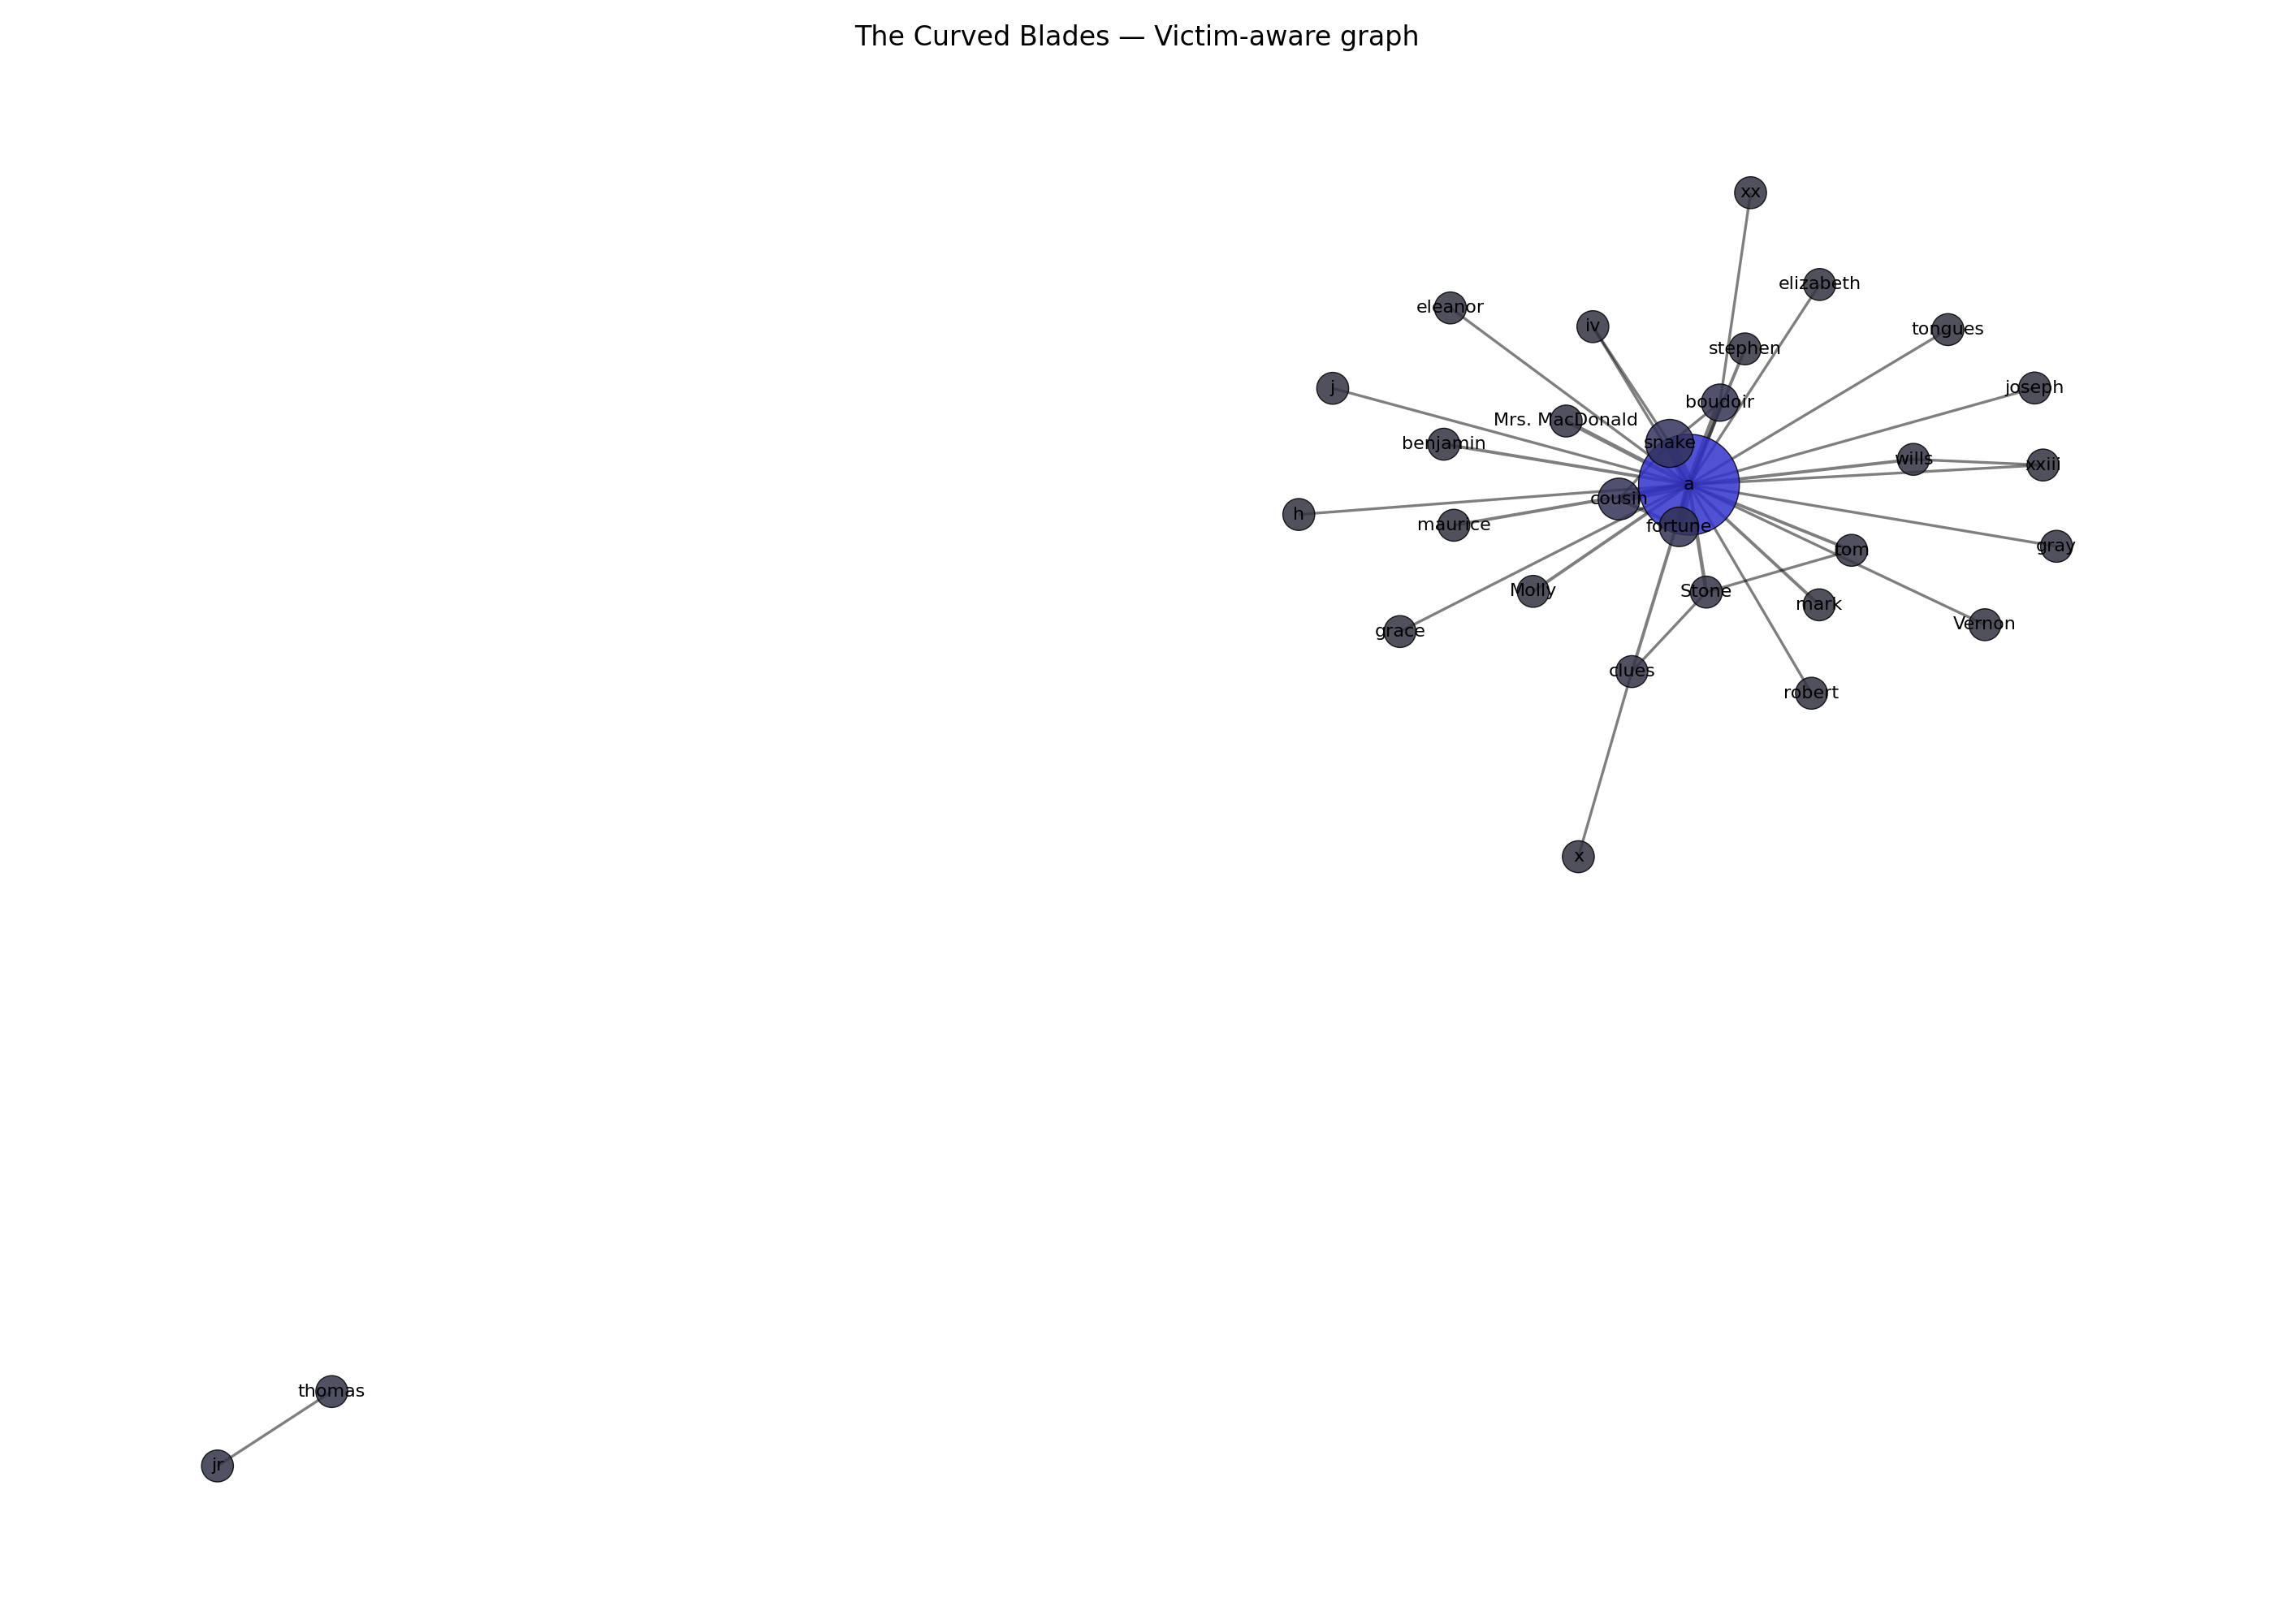 The Curved Blades — Victim-aware graph
xx
elizabeth
eleanor
iv
tongues
stephen
j
joseph
boudoir
Mrs. MacDonald
benjamin
snake
wills
xxiii
a
cousin
h
maurice
fortune
gray
tom
Molly
Stone
mark
Vernon
grace
clues
robert
x
thomas
jr